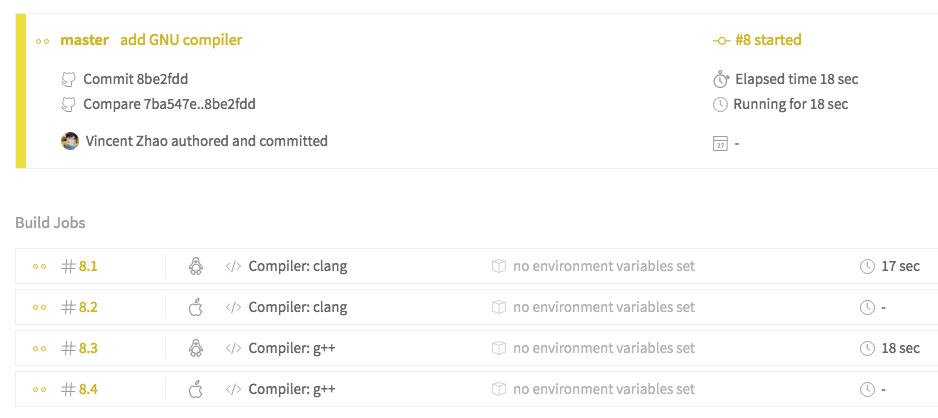 master add GNU compiler #8 started
Commit 8be2fdd Elapsed time 18 sec
Compare 7ba547e..8be2fdd Running for 18 sec
Vincent Zhao authored and committed 27 -
Build Jobs
# 8.1 </> Compiler: clang no environment variables set 17 sec
# 8.2 </> Compiler: clang no environment variables set -
# 8.3 </> Compiler: g++ no environment variables set 18 sec
# 8.4 </> Compiler: g++ no environment variables set -